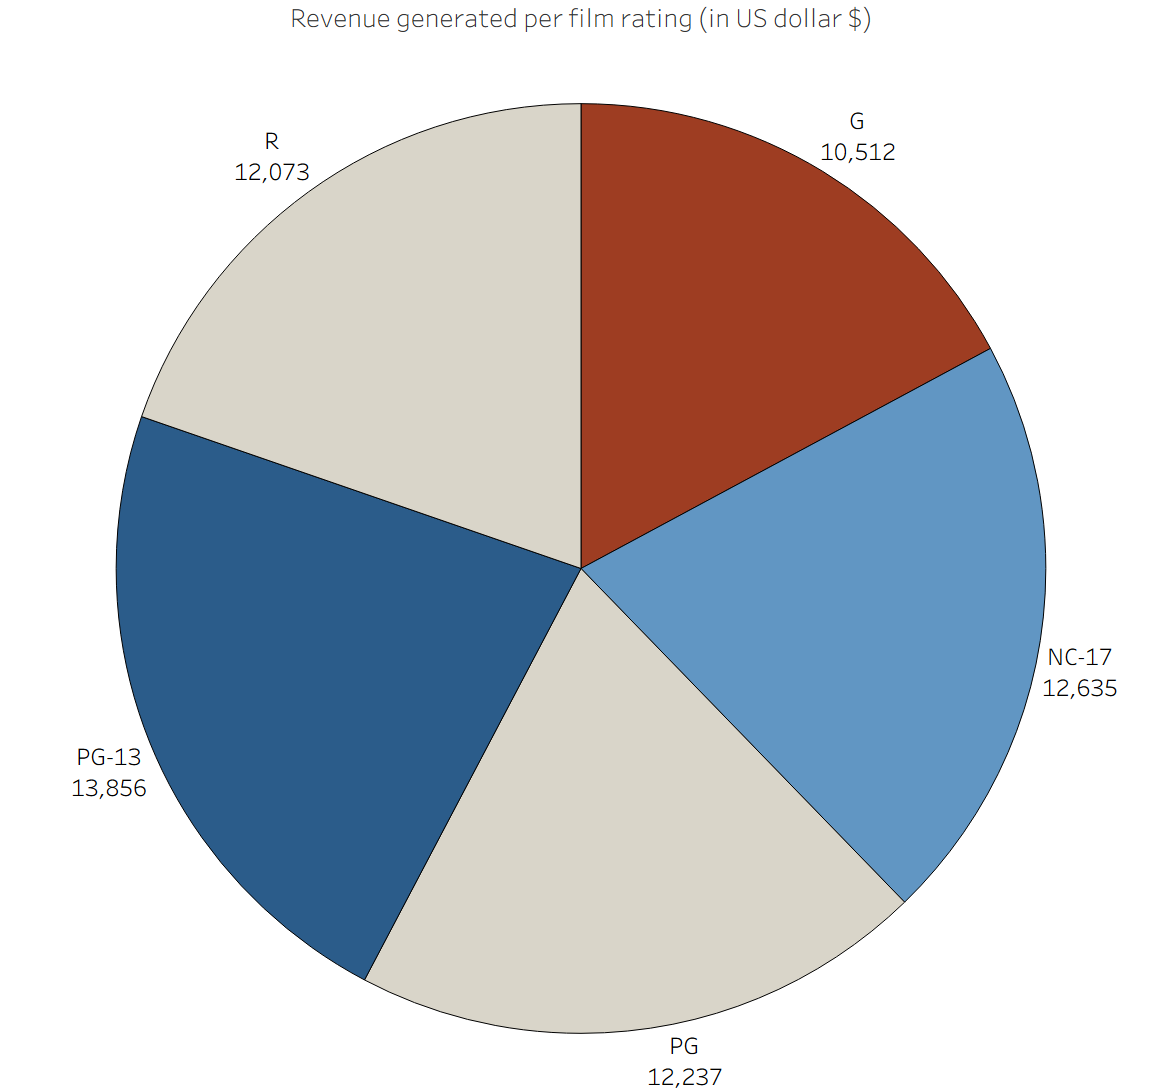 Revenue generated per film rating (in US dollar $)
G
10,512
R
12,073
NC-17
12,635
PG-13
13,856
PG
12,237